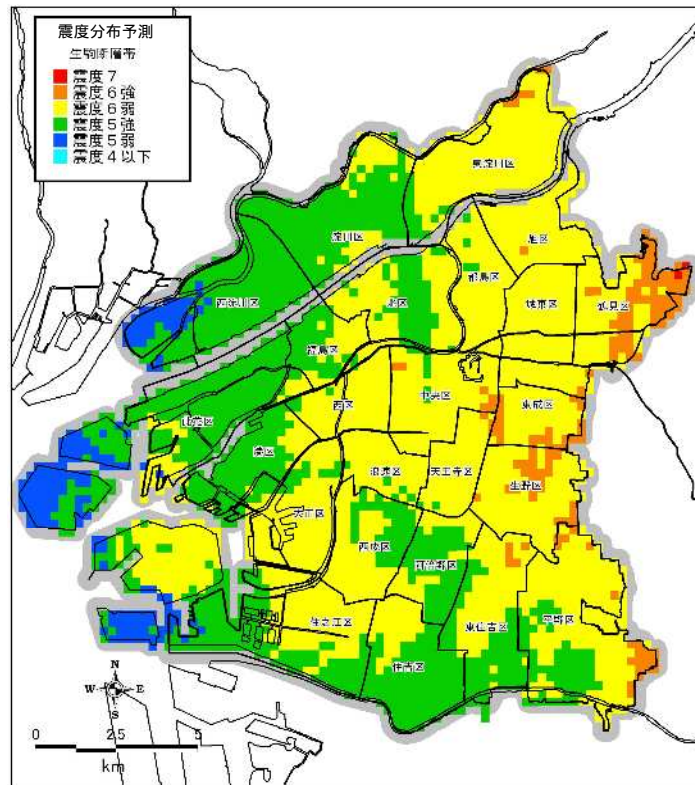 震度分布予測
生駒断層帯
震度７
震度６強
震度６弱
震度５強
震度５弱
震度４以下
東淀川区
淀川区
旭区
都島区
西淀川区
北区
城東区
鶴見区
福島区
中央区
東成区
西区
此花区
港区
浪速区
天王寺区
生野区
大正区
西成区
阿倍野区
住之江区
東住吉区
平野区
住吉区
N
W E
S
0 2.5 5
km